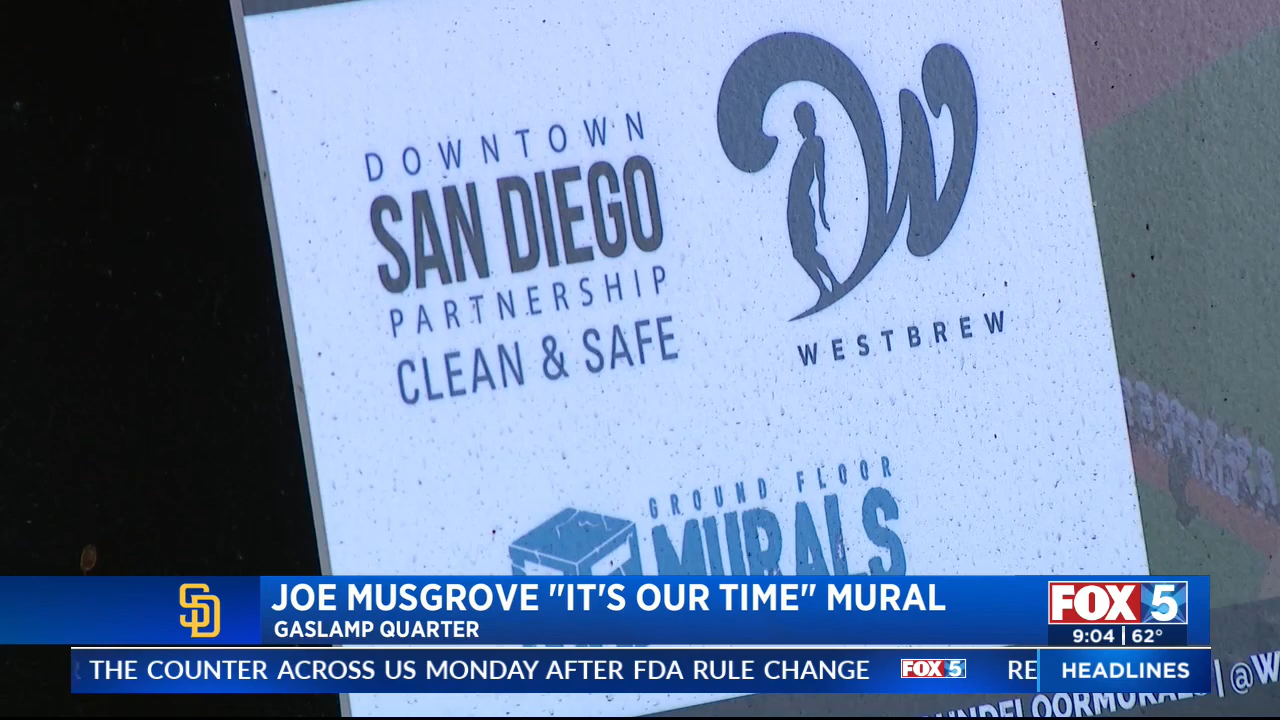 DOWNTOWN
SAN DIEGO
PARTNERSHIP
CLEAN & SAFE
WESTBREW
GROUND FLOOR
MURALS
JOE MUSGROVE "IT'S OUR TIME" MURAL
GASLAMP QUARTER
FOX 5
9:04 | 62°
THE COUNTER ACROSS US MONDAY AFTER FDA RULE CHANGE FOX 5 RE
HEADLINES